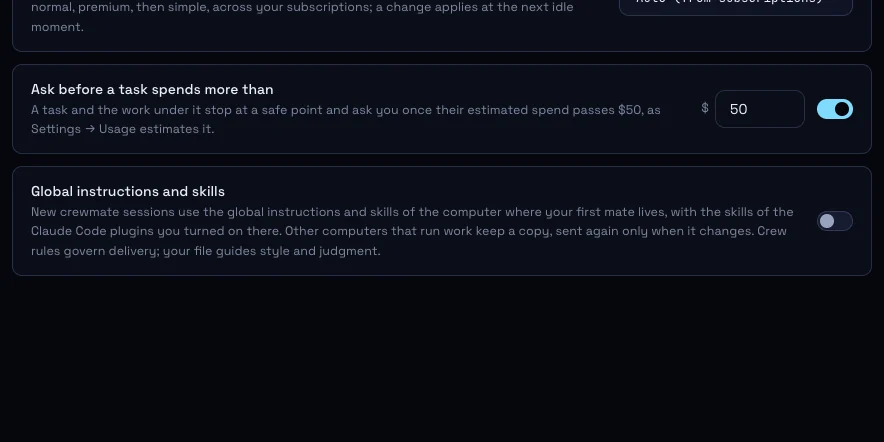 normal, premium, then simple, across your subscriptions; a change applies at the next idle
moment.
Ask before a task spends more than
A task and the work under it stop at a safe point and ask you once their estimated spend passes $50, as
Settings → Usage estimates it.
$ 50
Global instructions and skills
New crewmate sessions use the global instructions and skills of the computer where your first mate lives, with the skills of the
Claude Code plugins you turned on there. Other computers that run work keep a copy, sent again only when it changes. Crew
rules govern delivery; your file guides style and judgment.